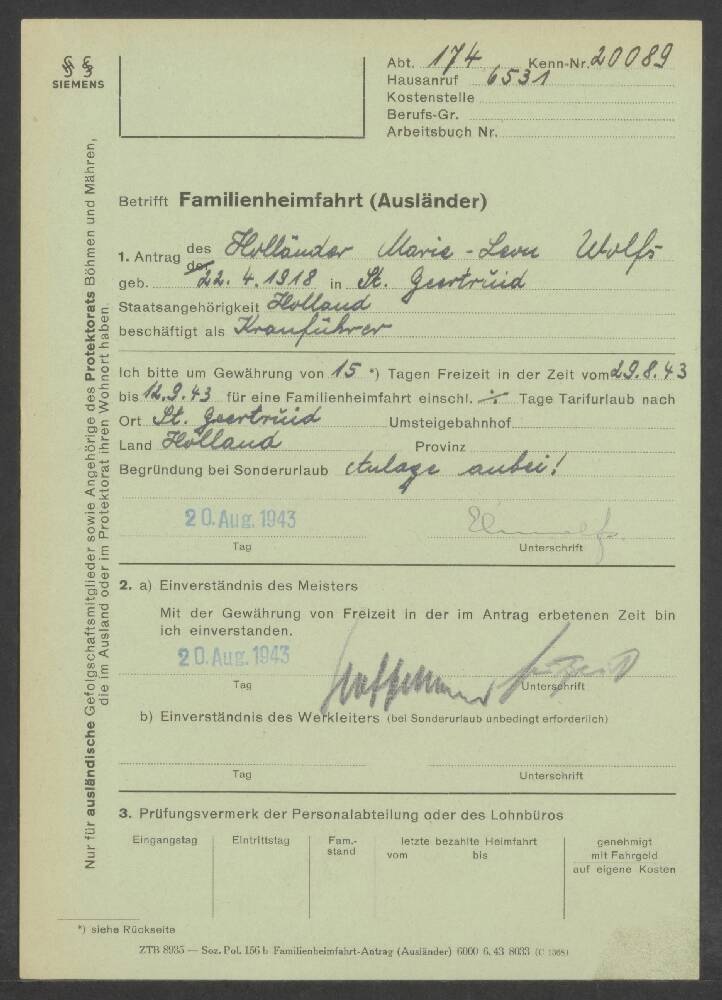 SIEMENS
Abt. 174 Kenn-Nr. 20089
Hausanruf 6531
Kostenstelle
Berufs-Gr.
Arbeitsbuch Nr.
Nur für ausländische Gefolgschaftsmitglieder sowie Angehörige des Protektorats Böhmen und Mähren,
die im Ausland oder im Protektorat ihren Wohnort haben.
Betrifft Familienheimfahrt (Ausländer)
1. Antrag des der Holländer Marie - Leon Wolfs
geb. 22. 4. 1918 in St. Geertruid
Staatsangehörigkeit Holland
beschäftigt als Kranführer
Ich bitte um Gewährung von 15 *) Tagen Freizeit in der Zeit vom 29.8.43
bis 12.9.43 für eine Familienheimfahrt einschl. -/- Tage Tarifurlaub nach
Ort St. Geertruid Umsteigebahnhof
Land Holland Provinz
Begründung bei Sonderurlaub Anlage anbei!
20. Aug. 1943
Tag Unterschrift
2. a) Einverständnis des Meisters
Mit der Gewährung von Freizeit in der im Antrag erbetenen Zeit bin
ich einverstanden.
20. Aug. 1943
Tag Unterschrift
b) Einverständnis des Werkleiters (bei Sonderurlaub unbedingt erforderlich)
Tag Unterschrift
3. Prüfungsvermerk der Personalabteilung oder des Lohnbüros
Eingangstag Eintrittstag Fam.- letzte bezahlte Heimfahrt genehmigt
stand vom bis mit Fahrgeld
auf eigene Kosten
*) siehe Rückseite
ZTB 8935 — Soz. Pol. 156 b Familienheimfahrt-Antrag (Ausländer) 6000 6. 43 8033 (C 1368)